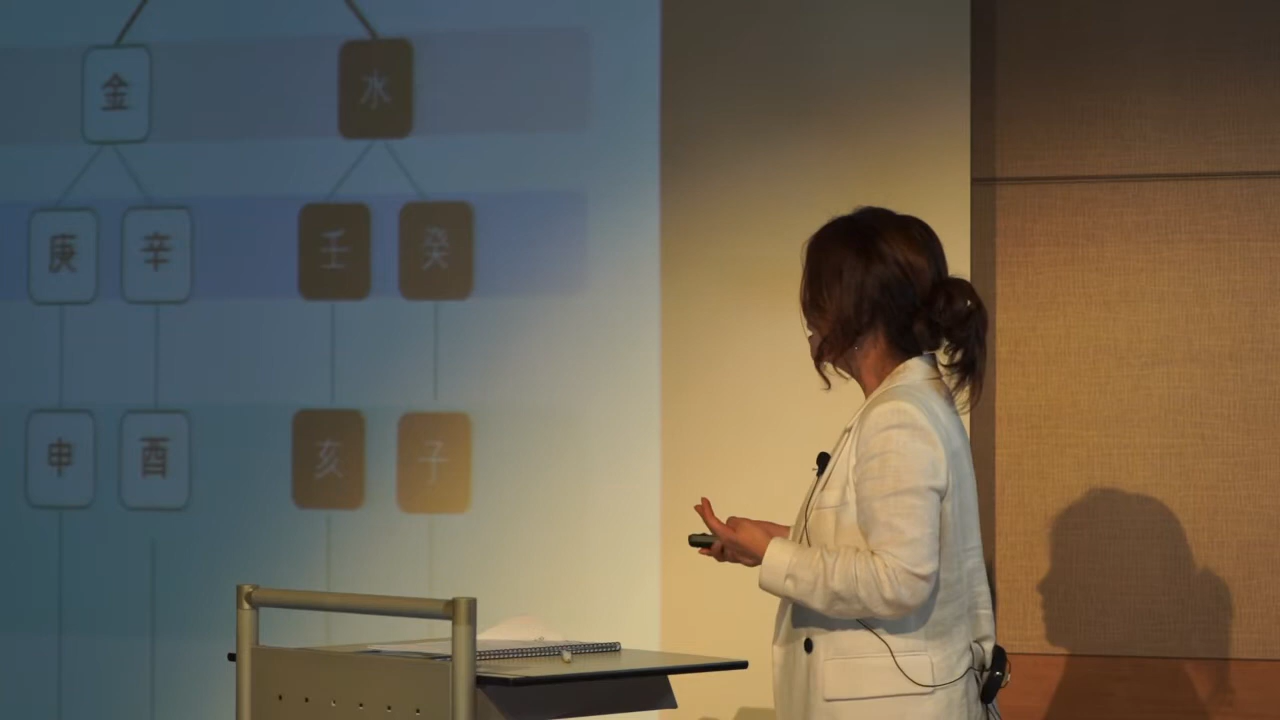 金 水
庚 辛 壬 癸
申 酉 亥 子